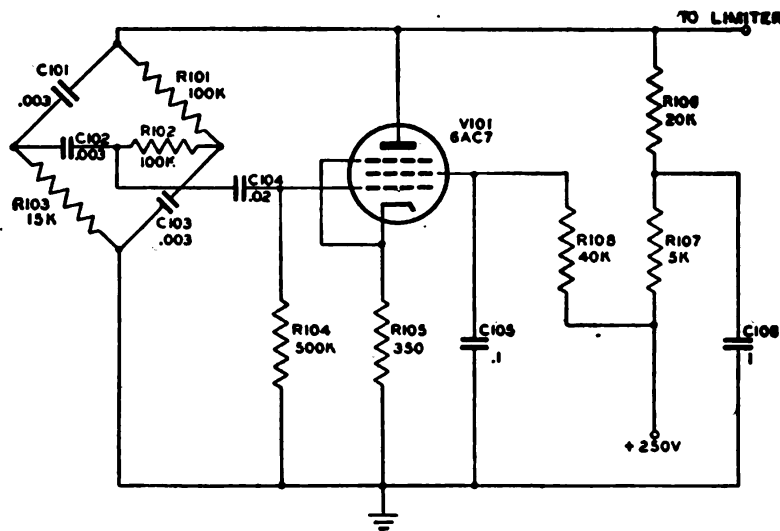 TO LIMITER
C101
.003
R101
100K
C102
.003
R102
100K
R103
15K
C103
.003
C104
.02
V101
6AC7
R106
20K
R108
40K
R107
5K
R104
500K
R105
350
C105
.1
C106
1
+250V